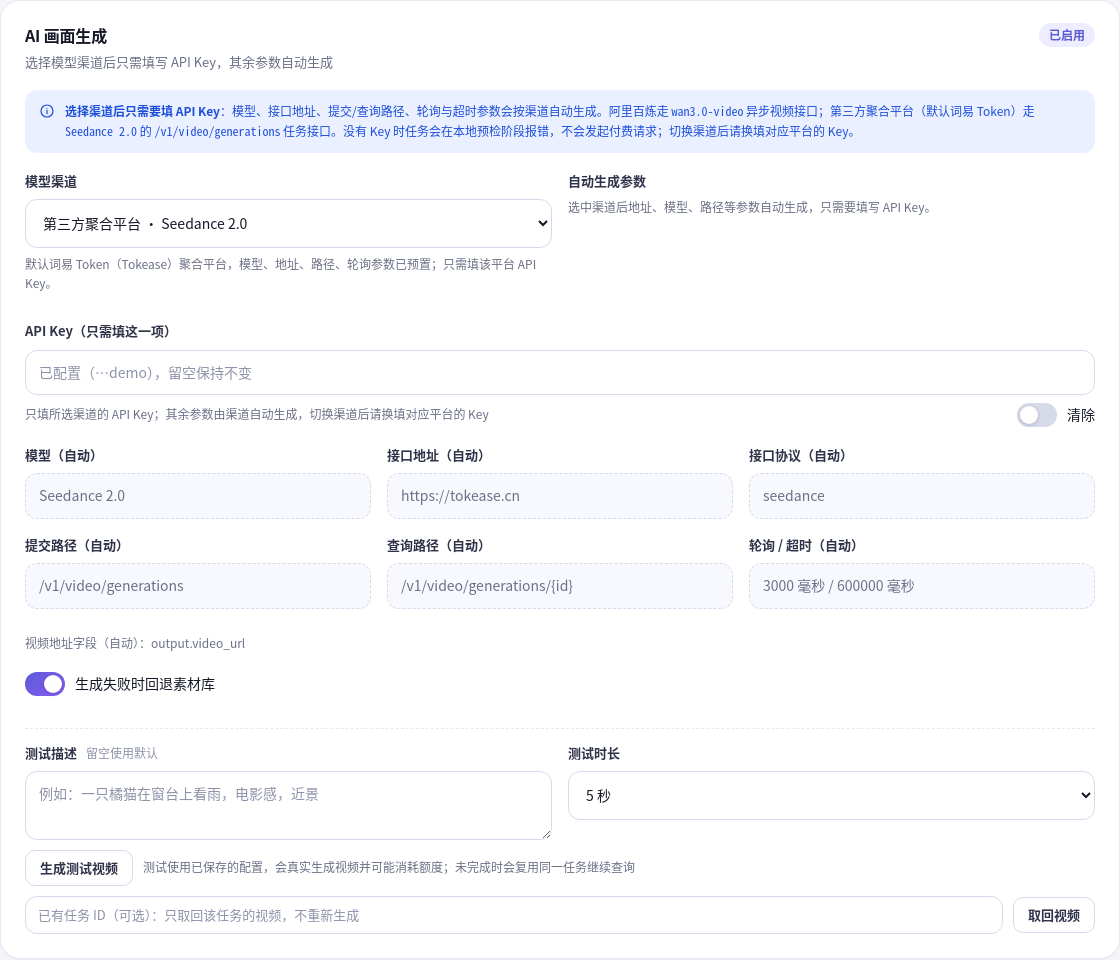 AI 画面生成
已启用
选择模型渠道后只需填写 API Key，其余参数自动生成
选择渠道后只需要填 API Key：模型、接口地址、提交/查询路径、轮询与超时参数会按渠道自动生成。阿里百炼走 wan3.0-video 异步视频接口；第三方聚合平台（默认词易 Token）走
Seedance 2.0 的 /v1/video/generations 任务接口。没有 Key 时任务会在本地预检阶段报错，不会发起付费请求；切换渠道后请换填对应平台的 Key。
模型渠道
第三方聚合平台 · Seedance 2.0
默认词易 Token（Tokease）聚合平台，模型、地址、路径、轮询参数已预置；只需填该平台 API
Key。
自动生成参数
选中渠道后地址、模型、路径等参数自动生成，只需要填写 API Key。
API Key（只需填这一项）
已配置（…demo），留空保持不变
只填所选渠道的 API Key；其余参数由渠道自动生成，切换渠道后请换填对应平台的 Key
清除
模型（自动）
Seedance 2.0
接口地址（自动）
https://tokease.cn
接口协议（自动）
seedance
提交路径（自动）
/v1/video/generations
查询路径（自动）
/v1/video/generations/{id}
轮询 / 超时（自动）
3000 毫秒 / 600000 毫秒
视频地址字段（自动）：output.video_url
生成失败时回退素材库
测试描述 留空使用默认
例如：一只橘猫在窗台上看雨，电影感，近景
测试时长
5 秒
生成测试视频
测试使用已保存的配置，会真实生成视频并可能消耗额度；未完成时会复用同一任务继续查询
已有任务 ID（可选）：只取回该任务的视频，不重新生成
取回视频